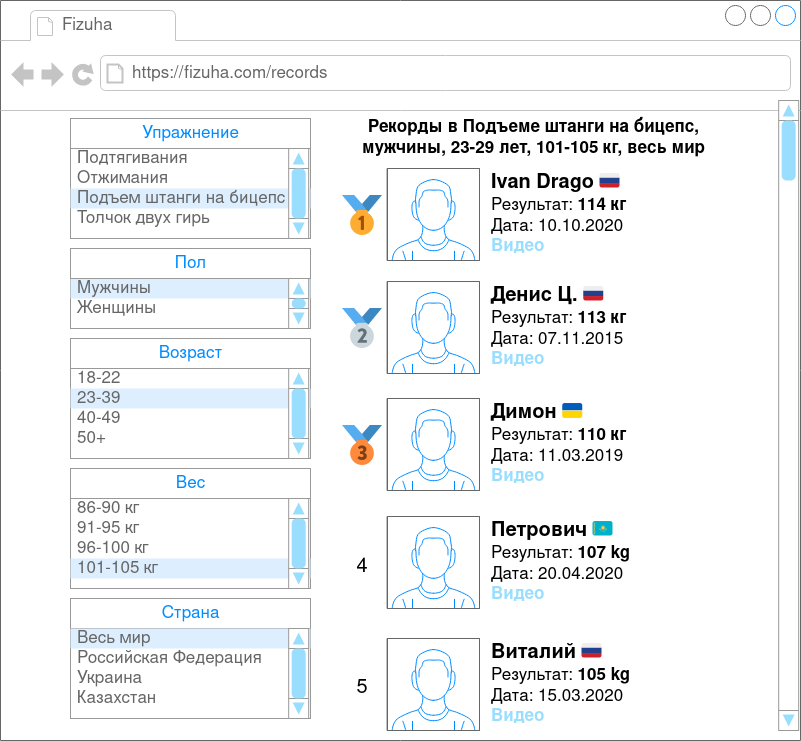 Fizuha
https://fizuha.com/records
Упражнение
Подтягивания
Отжимания
Подъем штанги на бицепс
Толчок двух гирь
Пол
Мужчины
Женщины
Возраст
18-22
23-39
40-49
50+
Вес
86-90 кг
91-95 кг
96-100 кг
101-105 кг
Страна
Весь мир
Российская Федерация
Украина
Казахстан
Рекорды в Подъеме штанги на бицепс,
мужчины, 23-29 лет, 101-105 кг, весь мир
1
Ivan Drago
Результат: 114 кг
Дата: 10.10.2020
Видео
2
Денис Ц.
Результат: 113 кг
Дата: 07.11.2015
Видео
3
Димон
Результат: 110 кг
Дата: 11.03.2019
Видео
4
Петрович
Результат: 107 kg
Дата: 20.04.2020
Видео
5
Виталий
Результат: 105 kg
Дата: 15.03.2020
Видео